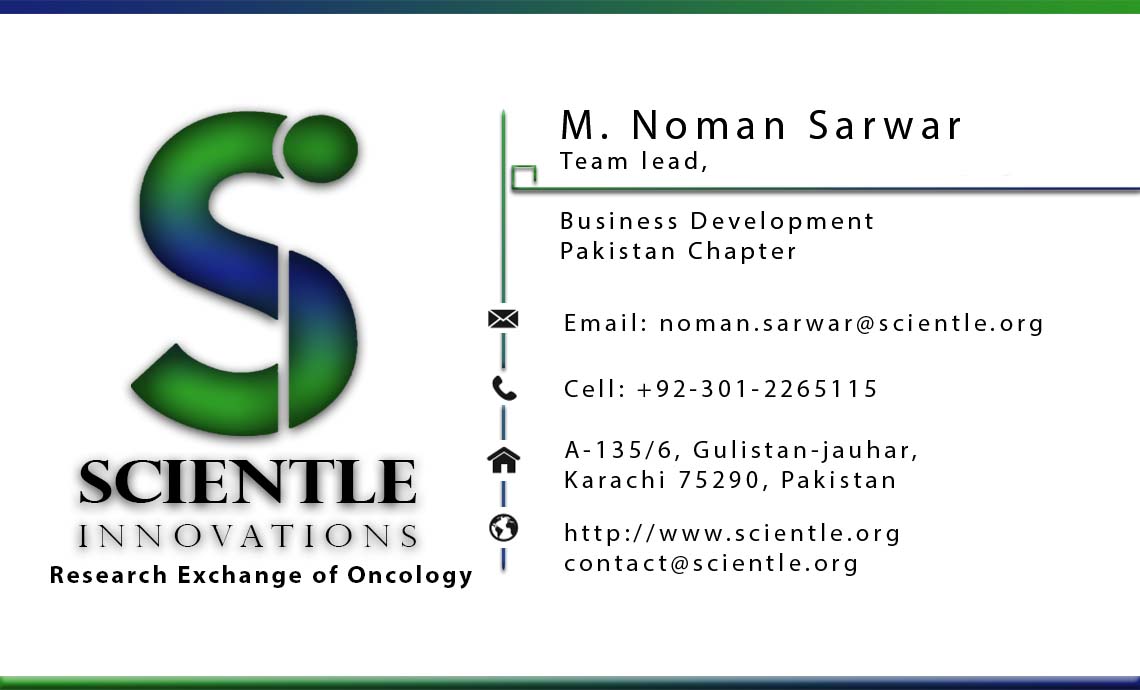 SCIENTLE
INNOVATIONS
Research Exchange of Oncology
M. Noman Sarwar
Team lead,
Business Development
Pakistan Chapter
Email: noman.sarwar@scientle.org
Cell: +92-301-2265115
A-135/6, Gulistan-jauhar,
Karachi 75290, Pakistan
http://www.scientle.org
contact@scientle.org